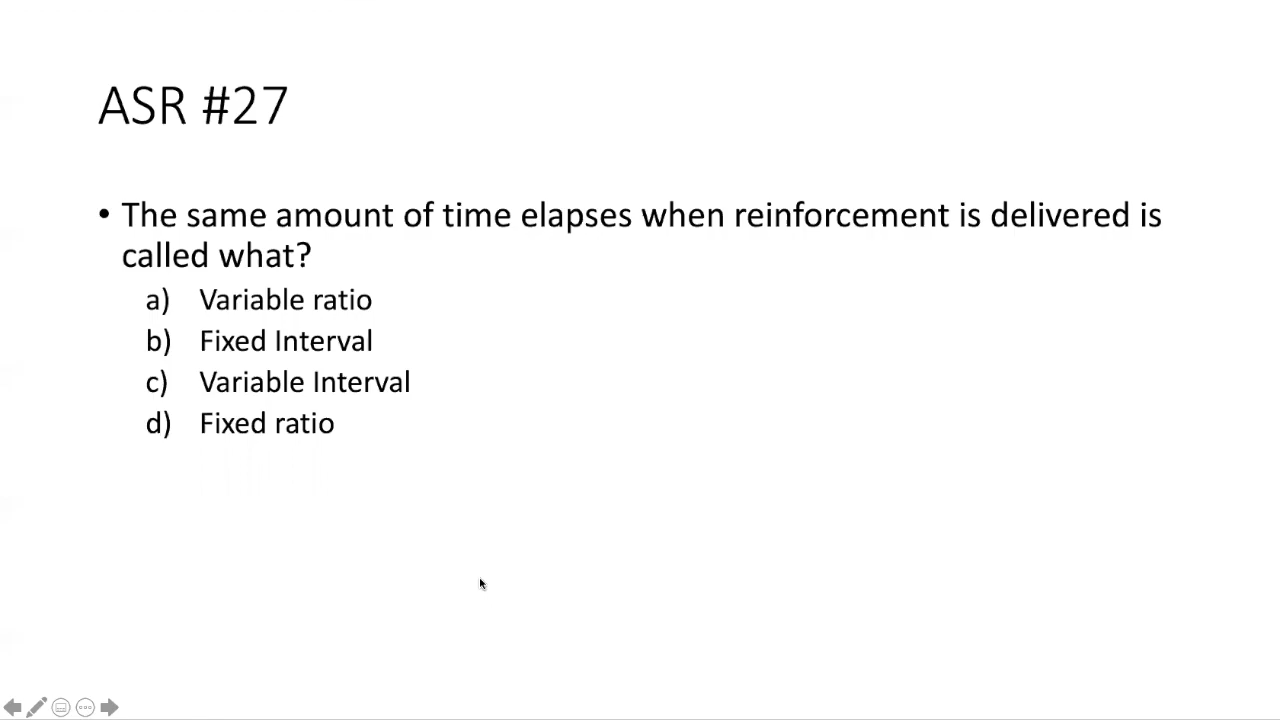 ASR #27
• The same amount of time elapses when reinforcement is delivered is
called what?
a) Variable ratio
b) Fixed Interval
c) Variable Interval
d) Fixed ratio